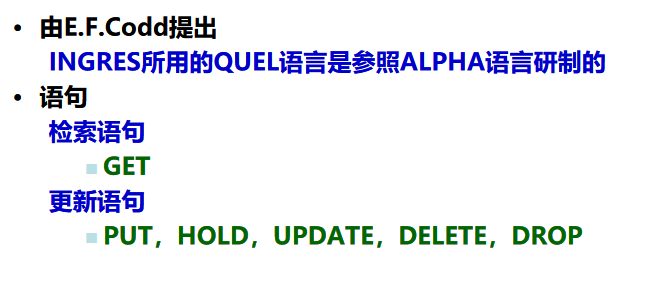 • 由E.F.Codd提出
INGRES所用的QUEL语言是参照ALPHA语言研制的
• 语句
检索语句
■ GET
更新语句
■ PUT，HOLD，UPDATE，DELETE，DROP